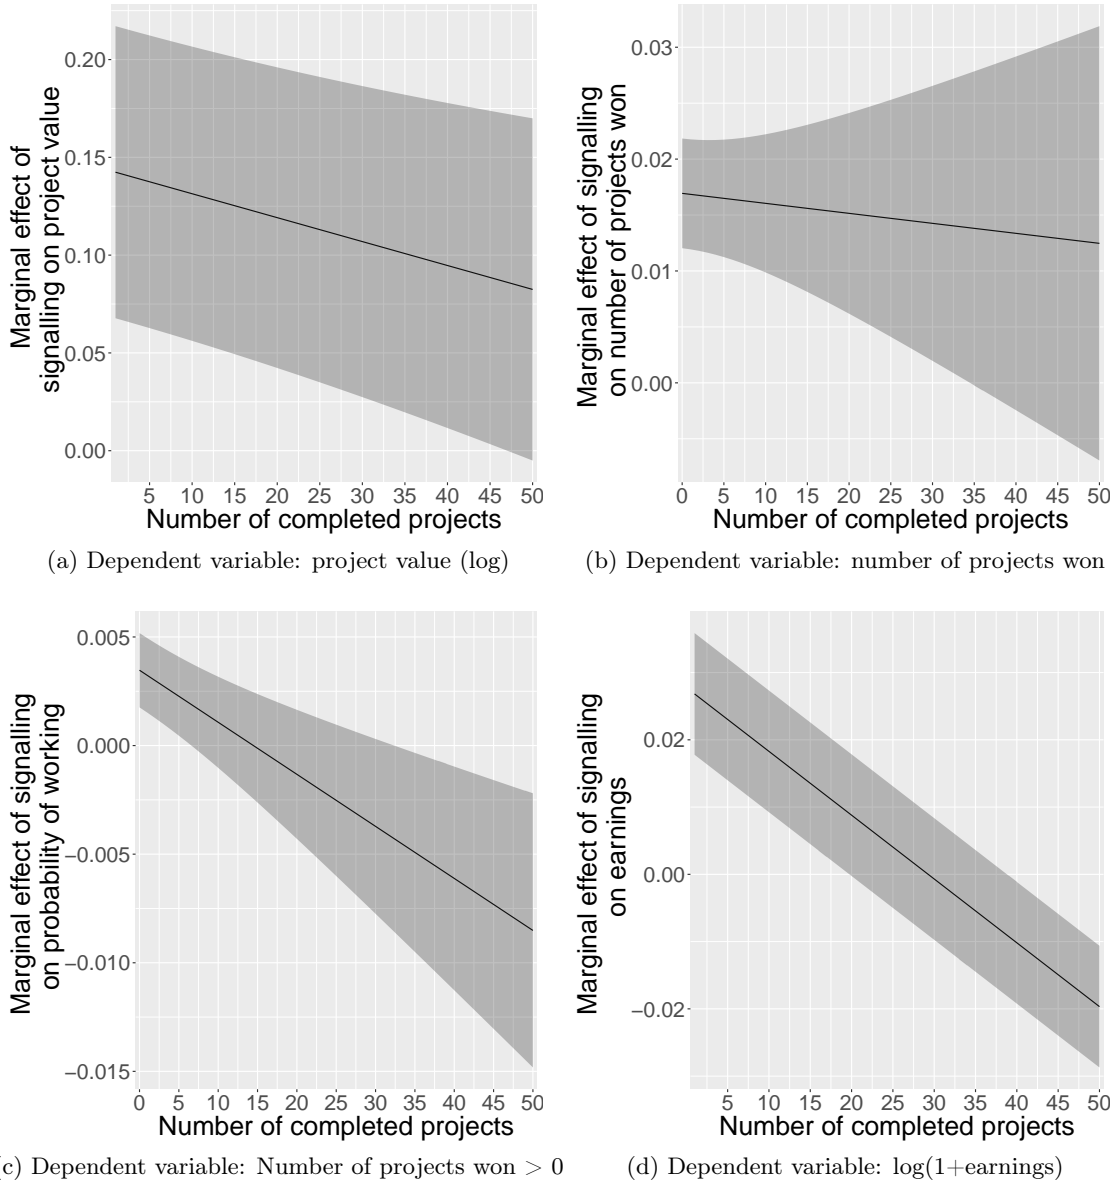 Marginal effect of
signalling on project value
0.20
0.15
0.10
0.05
0.00
5 10 15 20 25 30 35 40 45 50
Number of completed projects
(a) Dependent variable: project value (log)
Marginal effect of signalling
on number of projects won
0.03
0.02
0.01
0.00
0 5 10 15 20 25 30 35 40 45 50
Number of completed projects
(b) Dependent variable: number of projects won
Marginal effect of signalling
on probability of working
0.005
0.000
−0.005
−0.010
−0.015
0 5 10 15 20 25 30 35 40 45 50
Number of completed projects
c) Dependent variable: Number of projects won > 0
Marginal effect of signalling
on earnings
0.02
0.00
−0.02
5 10 15 20 25 30 35 40 45 50
Number of completed projects
(d) Dependent variable: log(1+earnings)